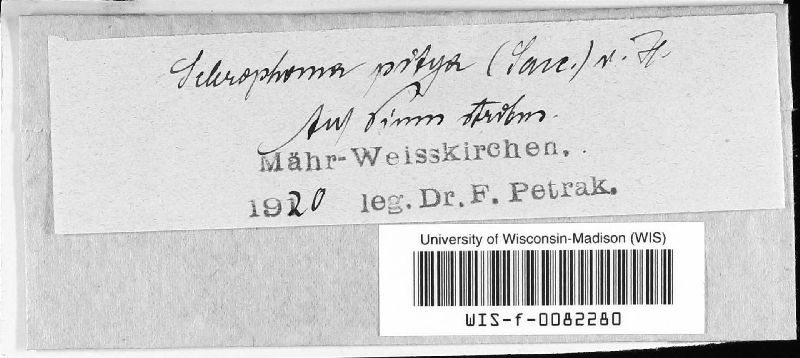 Sclerophoma pitya (Sacc.) v. H.
Auf Pinus strobus.
Mähr-Weisskirchen.
1920 leg. Dr. F. Petrak.
University of Wisconsin-Madison (WIS)
WIS-f-0082280